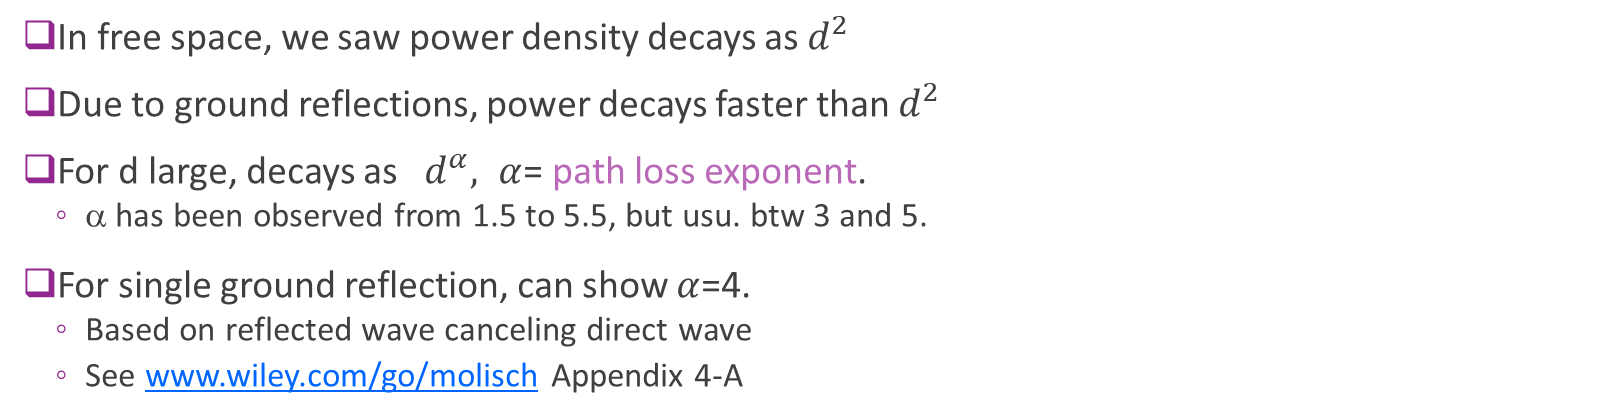 ❑In free space, we saw power density decays as 𝑑²
❑Due to ground reflections, power decays faster than 𝑑²
❑For d large, decays as 𝑑^𝛼, 𝛼= path loss exponent.
◦ α has been observed from 1.5 to 5.5, but usu. btw 3 and 5.
❑For single ground reflection, can show 𝛼=4.
◦ Based on reflected wave canceling direct wave
◦ See www.wiley.com/go/molisch Appendix 4-A